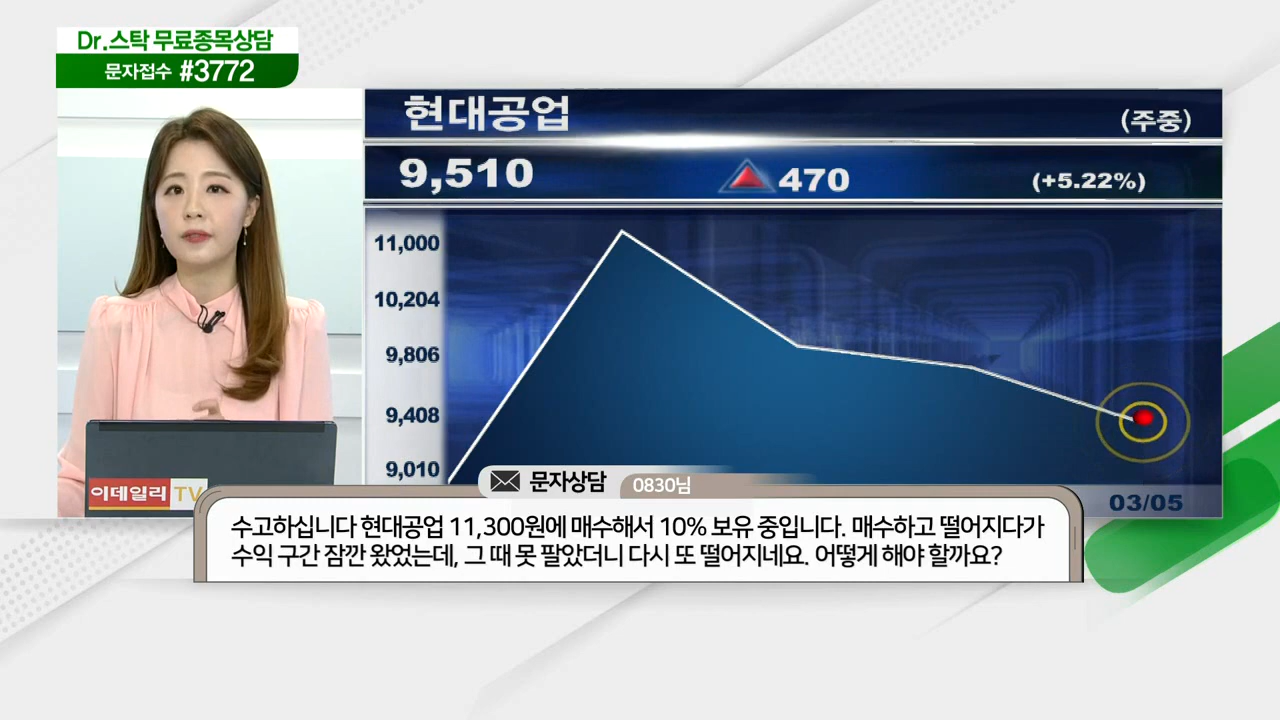 Dr.스탁 무료종목상담
문자접수 #3772
현대공업
(주중)
9,510
470
(+5.22%)
11,000
10,204
9,806
9,408
9,010
03/05
이데일리 TV
문자상담
0830님
수고하십니다 현대공업 11,300원에 매수해서 10% 보유 중입니다. 매수하고 떨어지다가
수익 구간 잠깐 왔었는데, 그 때 못 팔았더니 다시 또 떨어지네요. 어떻게 해야 할까요?